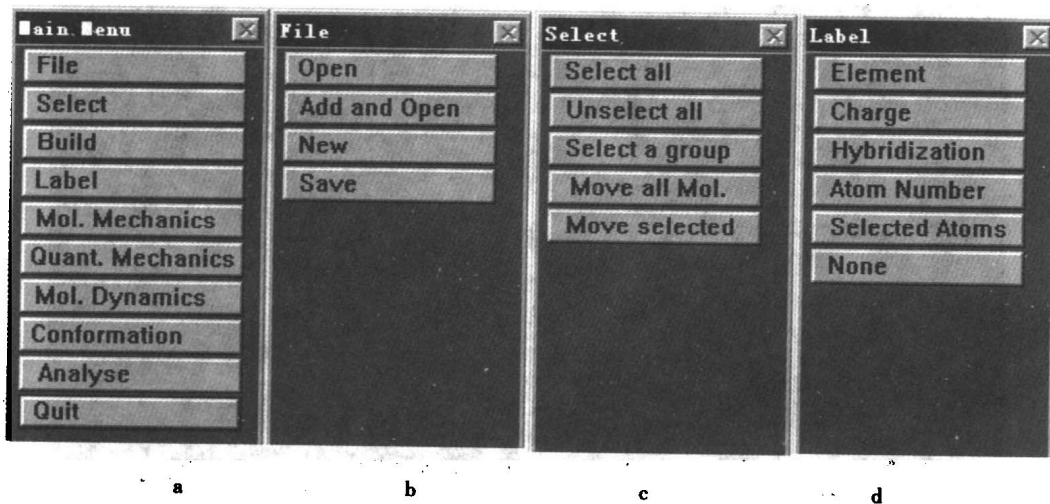 Main Menu
File
Select
Build
Label
Mol. Mechanics
Quant. Mechanics
Mol. Dynamics
Conformation
Analyse
Quit
File
Open
Add and Open
New
Save
Select
Select all
Unselect all
Select a group
Move all Mol.
Move selected
Label
Element
Charge
Hybridization
Atom Number
Selected Atoms
None
a
b
c
d